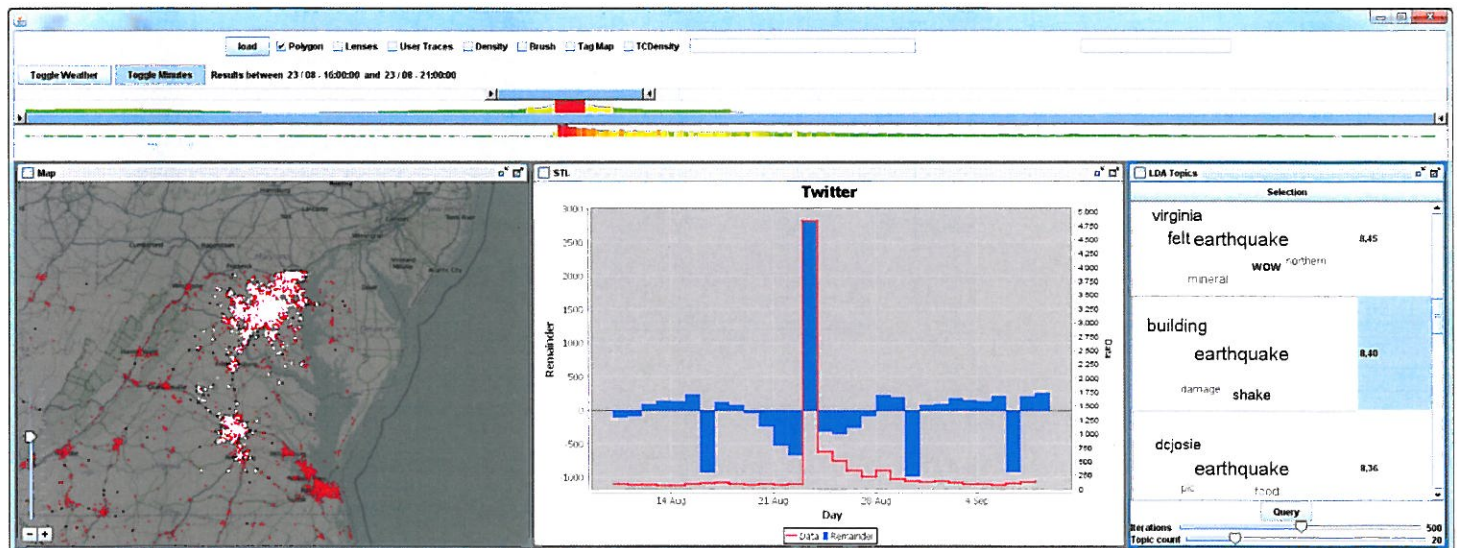 load Polygon Lenses User Traces Density Brush Tag Map TCDensity
Toggle Weather Toggle Minutes Results between 23 / 08 - 16:00:00 and 23 / 08 - 21:00:00
Map
Cumberland
Frederick
Maryland
STL
Twitter
Remainder
3000
2500
2000
1500
1000
500
0
-500
-1000
5.000
4.750
4.500
4.250
4.000
3.750
3.500
3.250
3.000
2.750
2.500
2.250
2.000
1.750
1.500
1.250
1.000
750
500
250
0
Data
14 Aug 21 Aug 28 Aug 4 Sep
Day
Data Remainder
LDA Topics
Selection
virginia
felt earthquake 8,45
wow northern
mineral
building
earthquake 8,40
damage shake
dcjosie
earthquake 8,36
pic food
Query
Iterations 500
Topic count 20